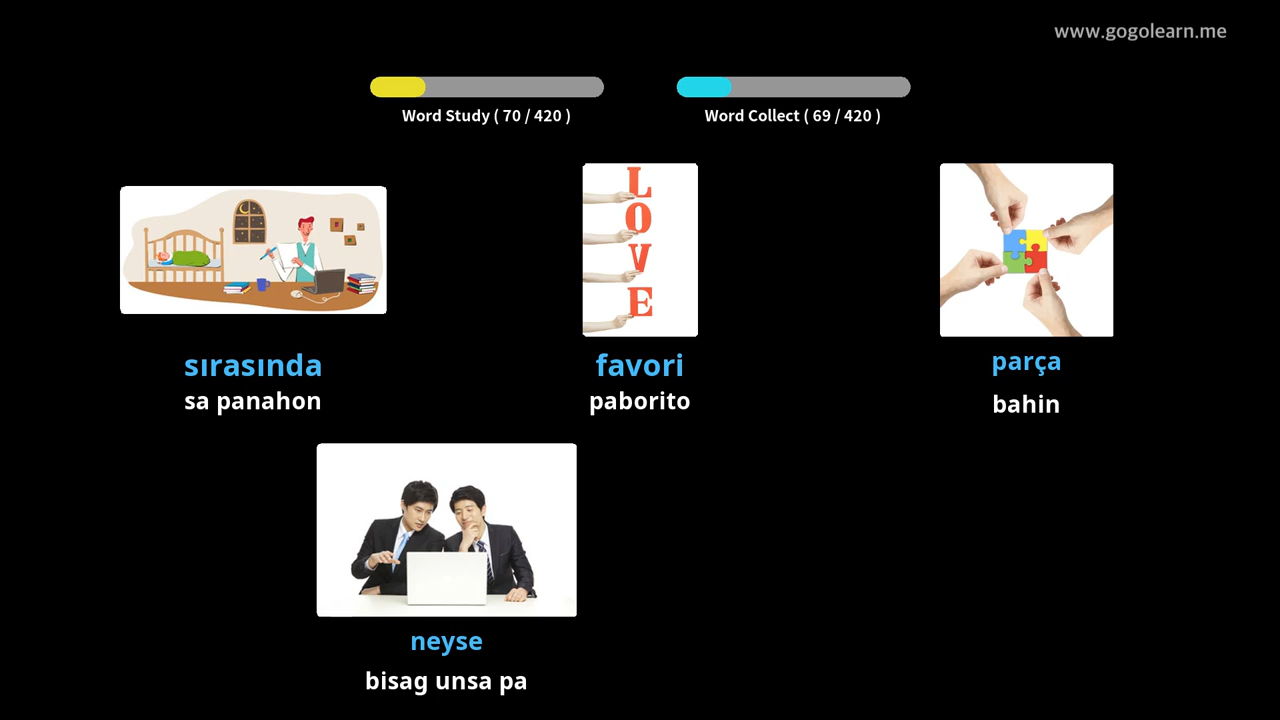 www.gogolearn.me
Word Study ( 70 / 420 )
Word Collect ( 69 / 420 )
LOVE
sırasında
sa panahon
favori
paborito
parça
bahin
neyse
bisag unsa pa